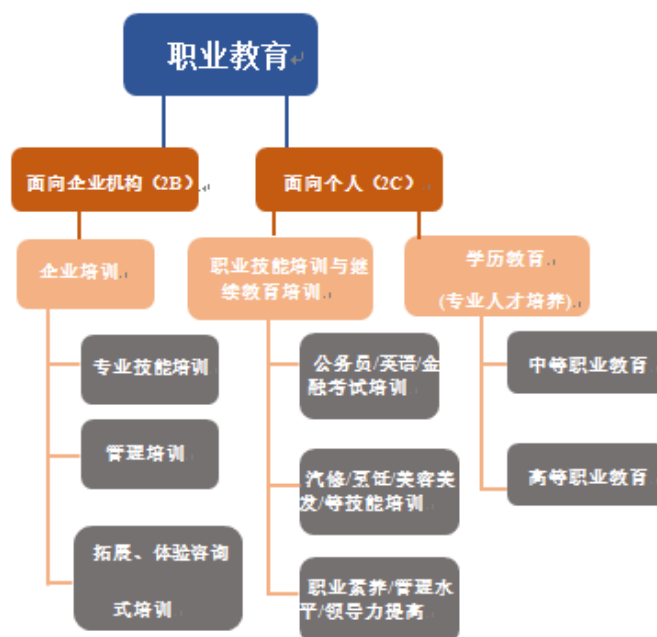 职业教育
面向企业机构（2B）
面向个人（2C）
企业培训
职业技能培训与继
续教育培训
学历教育
(专业人才培养)
专业技能培训
管理培训
拓展、体验咨询
式培训
公务员/英语/金
融考试培训
汽修/烹饪/美容美
发/等技能培训
职业素养/管理水
平/领导力提高
中等职业教育
高等职业教育